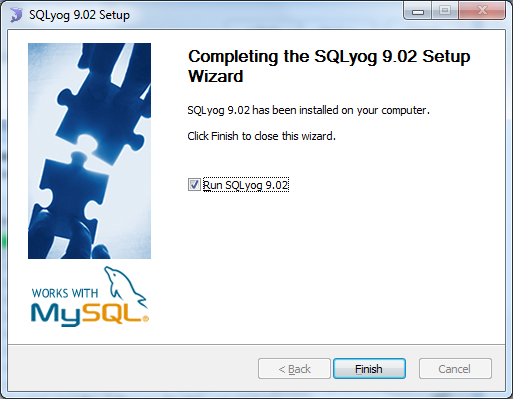 SQLyog 9.02 Setup
Completing the SQLyog 9.02 Setup
Wizard
SQLyog 9.02 has been installed on your computer.
Click Finish to close this wizard.
Run SQLyog 9.02
WORKS WITH
MySQL®
< Back
Finish
Cancel